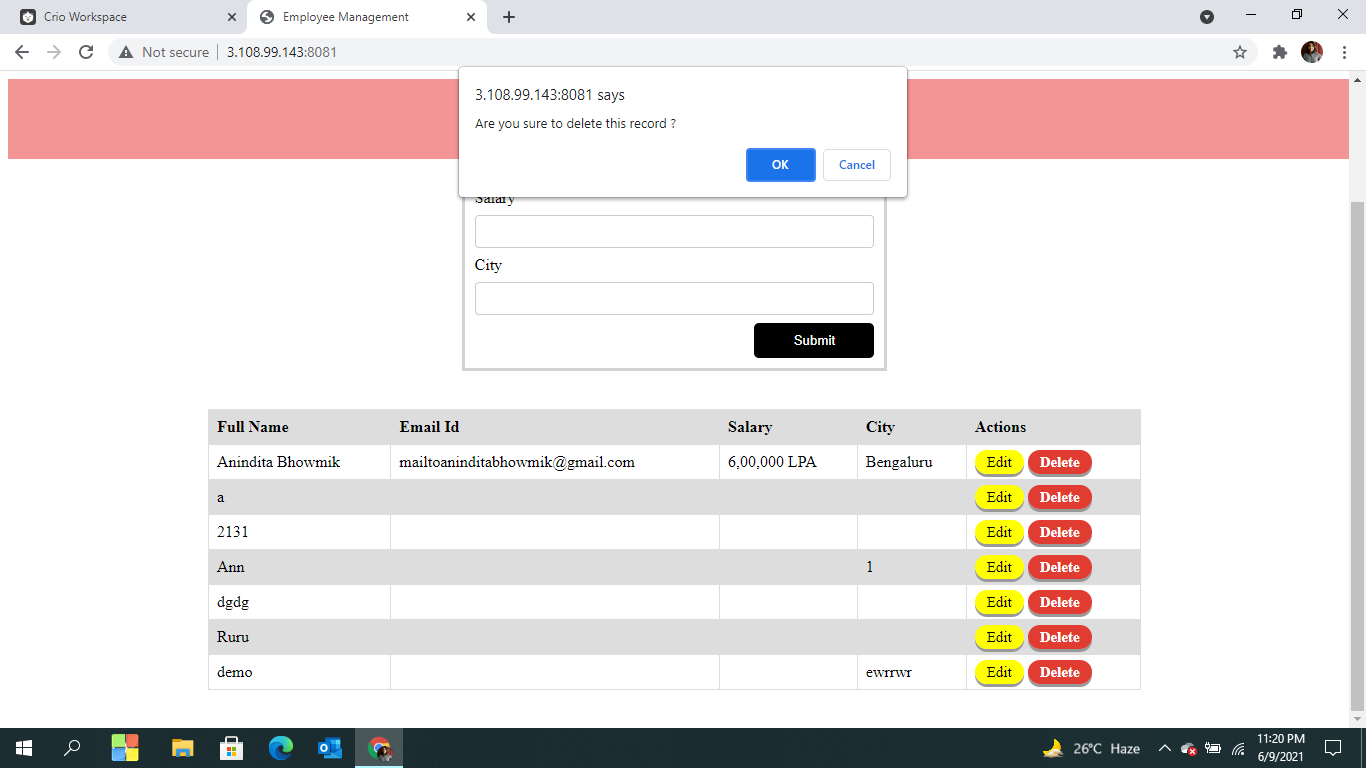 Crio Workspace
Employee Management
Not secure
3.108.99.143:8081
3.108.99.143:8081 says
Are you sure to delete this record ?
OK Cancel
Salary
City
Submit
Full Name Email Id Salary City Actions
Anindita Bhowmik mailtoaninditabhowmik@gmail.com 6,00,000 LPA Bengaluru Edit Delete
a Edit Delete
2131 Edit Delete
Ann 1 Edit Delete
dgdg Edit Delete
Ruru Edit Delete
demo ewrrwr Edit Delete
26°C Haze
11:20 PM
6/9/2021